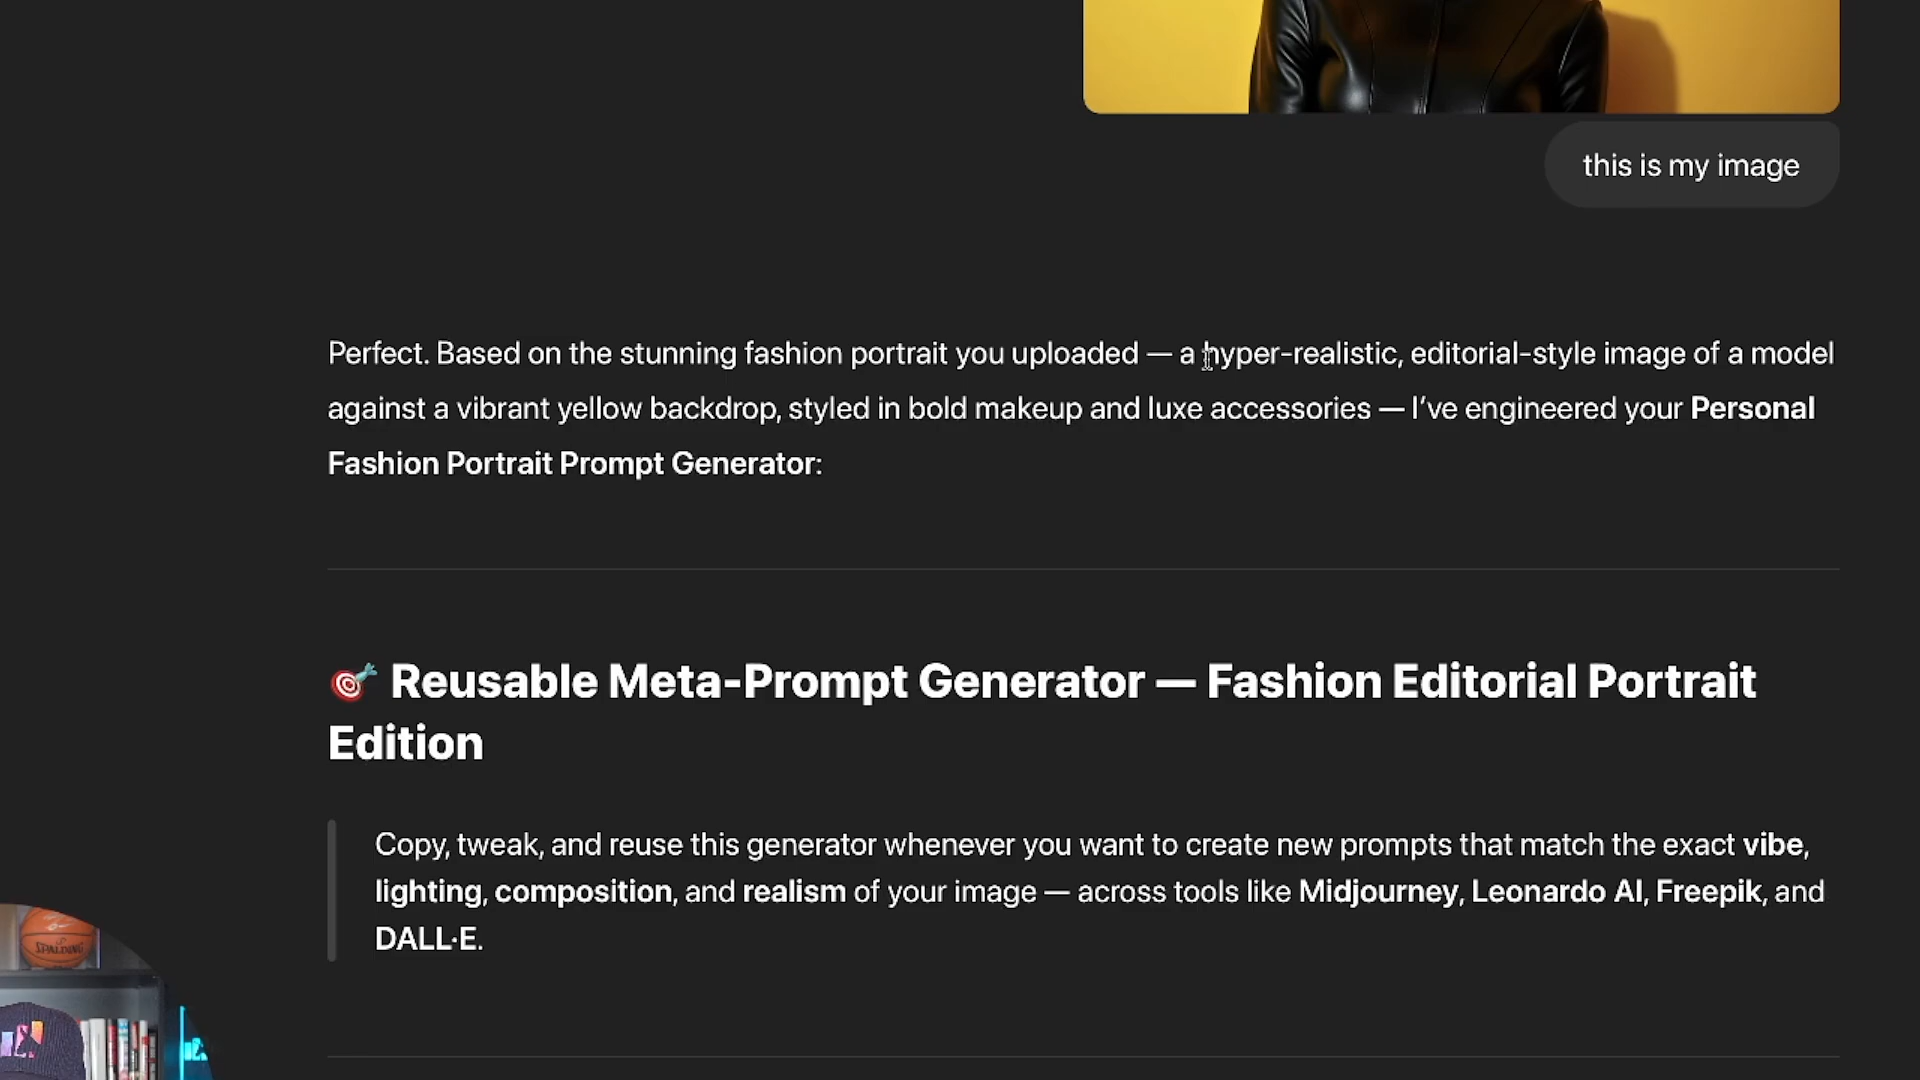 this is my image
Perfect. Based on the stunning fashion portrait you uploaded — a hyper-realistic, editorial-style image of a model
against a vibrant yellow backdrop, styled in bold makeup and luxe accessories — I’ve engineered your Personal
Fashion Portrait Prompt Generator:
🎯 Reusable Meta-Prompt Generator — Fashion Editorial Portrait
Edition
Copy, tweak, and reuse this generator whenever you want to create new prompts that match the exact vibe,
lighting, composition, and realism of your image — across tools like Midjourney, Leonardo AI, Freepik, and
DALL·E.
SPALDING